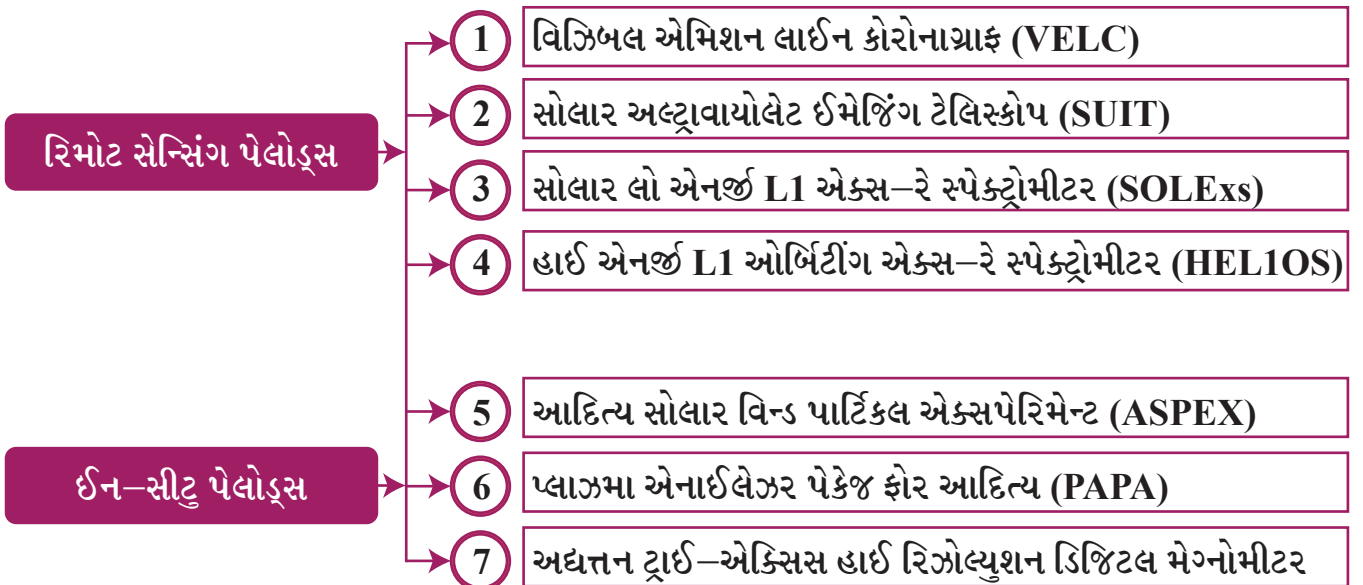 રિમોટ સેન્સિંગ પેલોડ્સ
1 વિઝિબલ એમિશન લાઈન કોરોનાગ્રાફ (VELC)
2 સોલાર અલ્ટ્રાવાયોલેટ ઈમેજિંગ ટેલિસ્કોપ (SUIT)
3 સોલાર લો એનર્જી L1 એક્સ–રે સ્પેક્ટ્રોમીટર (SOLExs)
4 હાઈ એનર્જી L1 ઓર્બિટીંગ એક્સ–રે સ્પેક્ટ્રોમીટર (HEL1OS)
ઈન–સીટુ પેલોડ્સ
5 આદિત્ય સોલાર વિન્ડ પાર્ટિકલ એક્સપેરિમેન્ટ (ASPEX)
6 પ્લાઝમા એનાઈલેઝર પેકેજ ફોર આદિત્ય (PAPA)
7 અદ્યત્તન ટ્રાઈ–એક્સિસ હાઈ રિઝોલ્યુશન ડિજિટલ મેગ્નોમીટર